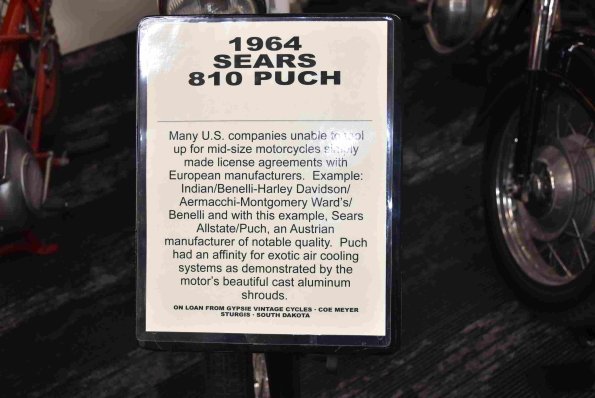 1964
SEARS
810 PUCH
Many U.S. companies unable to tool
up for mid-size motorcycles simply
made license agreements with
European manufacturers. Example:
Indian/Benelli-Harley Davidson/
Aermacchi-Montgomery Ward's/
Benelli and with this example, Sears
Allstate/Puch, an Austrian
manufacturer of notable quality. Puch
had an affinity for exotic air cooling
systems as demonstrated by the
motor's beautiful cast aluminum
shrouds.
ON LOAN FROM GYPSIE VINTAGE CYCLES - COE MEYER
STURGIS - SOUTH DAKOTA